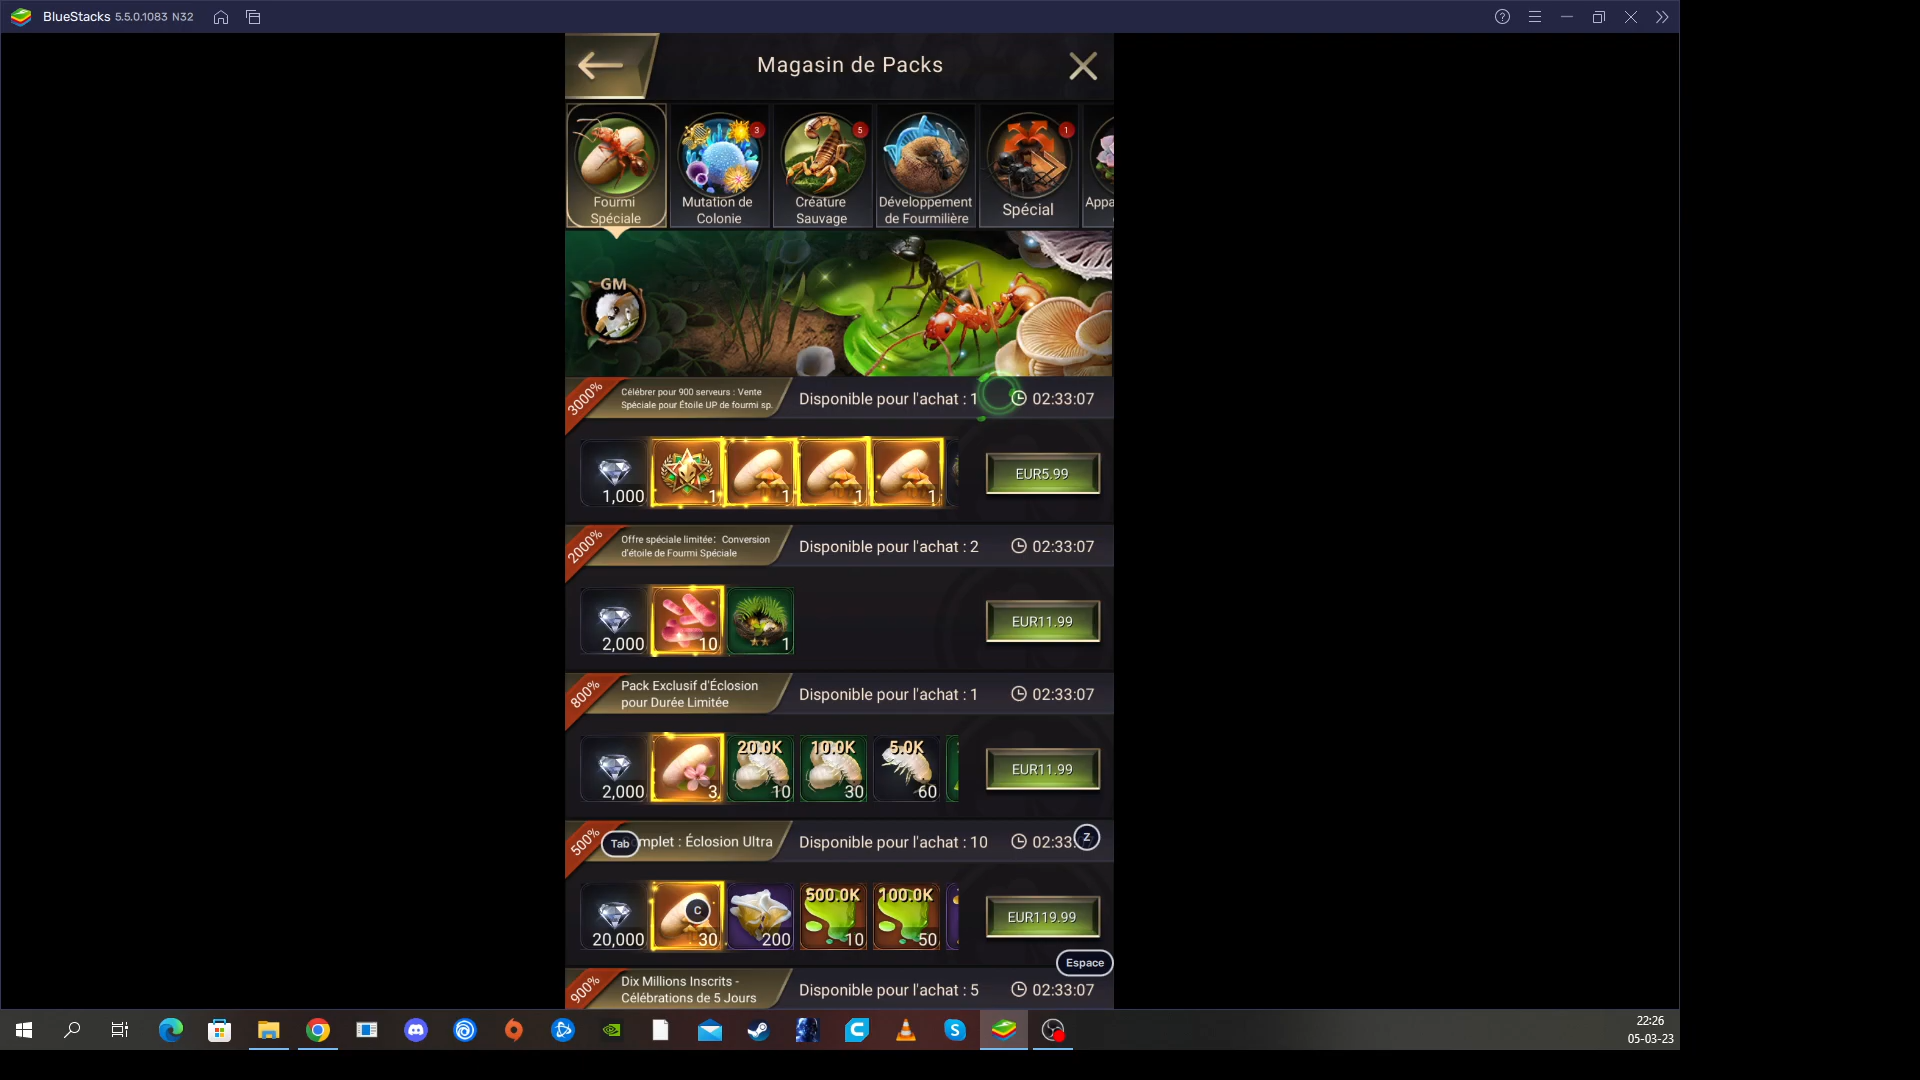 BlueStacks 5.5.0.1083 N32
Magasin de Packs
Fourmi
Spéciale
3
Mutation de
Colonie
5
Créature
Sauvage
Développement
de Fourmilière
1
Spécial
Appa
GM
3000%
Célébrer pour 900 serveurs : Vente
Spéciale pour Étoile UP de fourmi sp.
Disponible pour l'achat : 1
02:33:07
1,000
1
1
1
1
EUR5.99
2000%
Offre spéciale limitée: Conversion
d'étoile de Fourmi Spéciale
Disponible pour l'achat : 2
02:33:07
2,000
10
1
EUR11.99
800%
Pack Exclusif d'Éclosion
pour Durée Limitée
Disponible pour l'achat : 1
02:33:07
2,000
3
20.0K
10
10.0K
30
5.0K
60
EUR11.99
500%
Tab
mplet : Éclosion Ultra
Disponible pour l'achat : 10
02:33:
Z
20,000
C
30
200
500.0K
10
100.0K
50
EUR119.99
Espace
900%
Dix Millions Inscrits -
Célébrations de 5 Jours
Disponible pour l'achat : 5
02:33:07
22:26
05-03-23